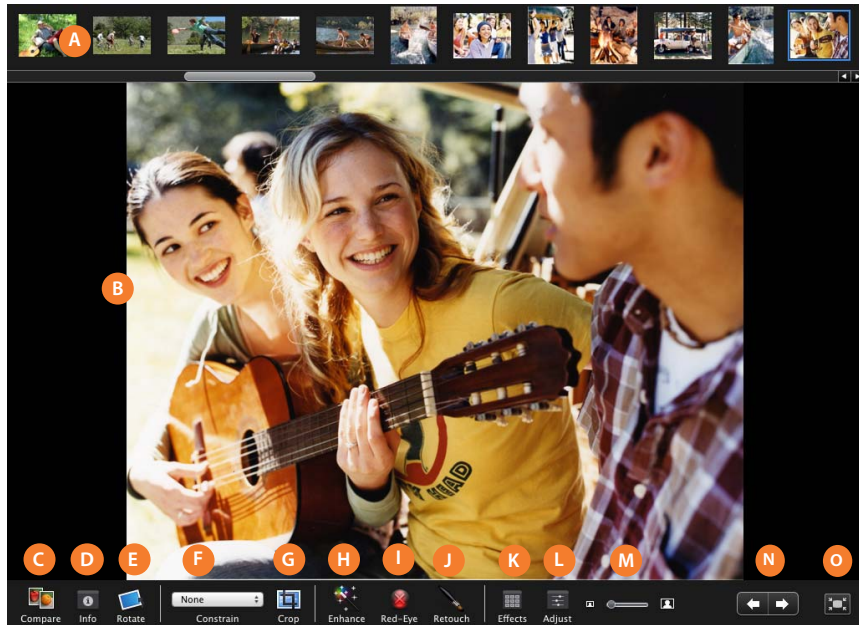 A
B
C
D
E
F
G
H
I
J
K
L
M
N
O
None
Compare
Info
Rotate
Constrain
Crop
Enhance
Red-Eye
Retouch
Effects
Adjust